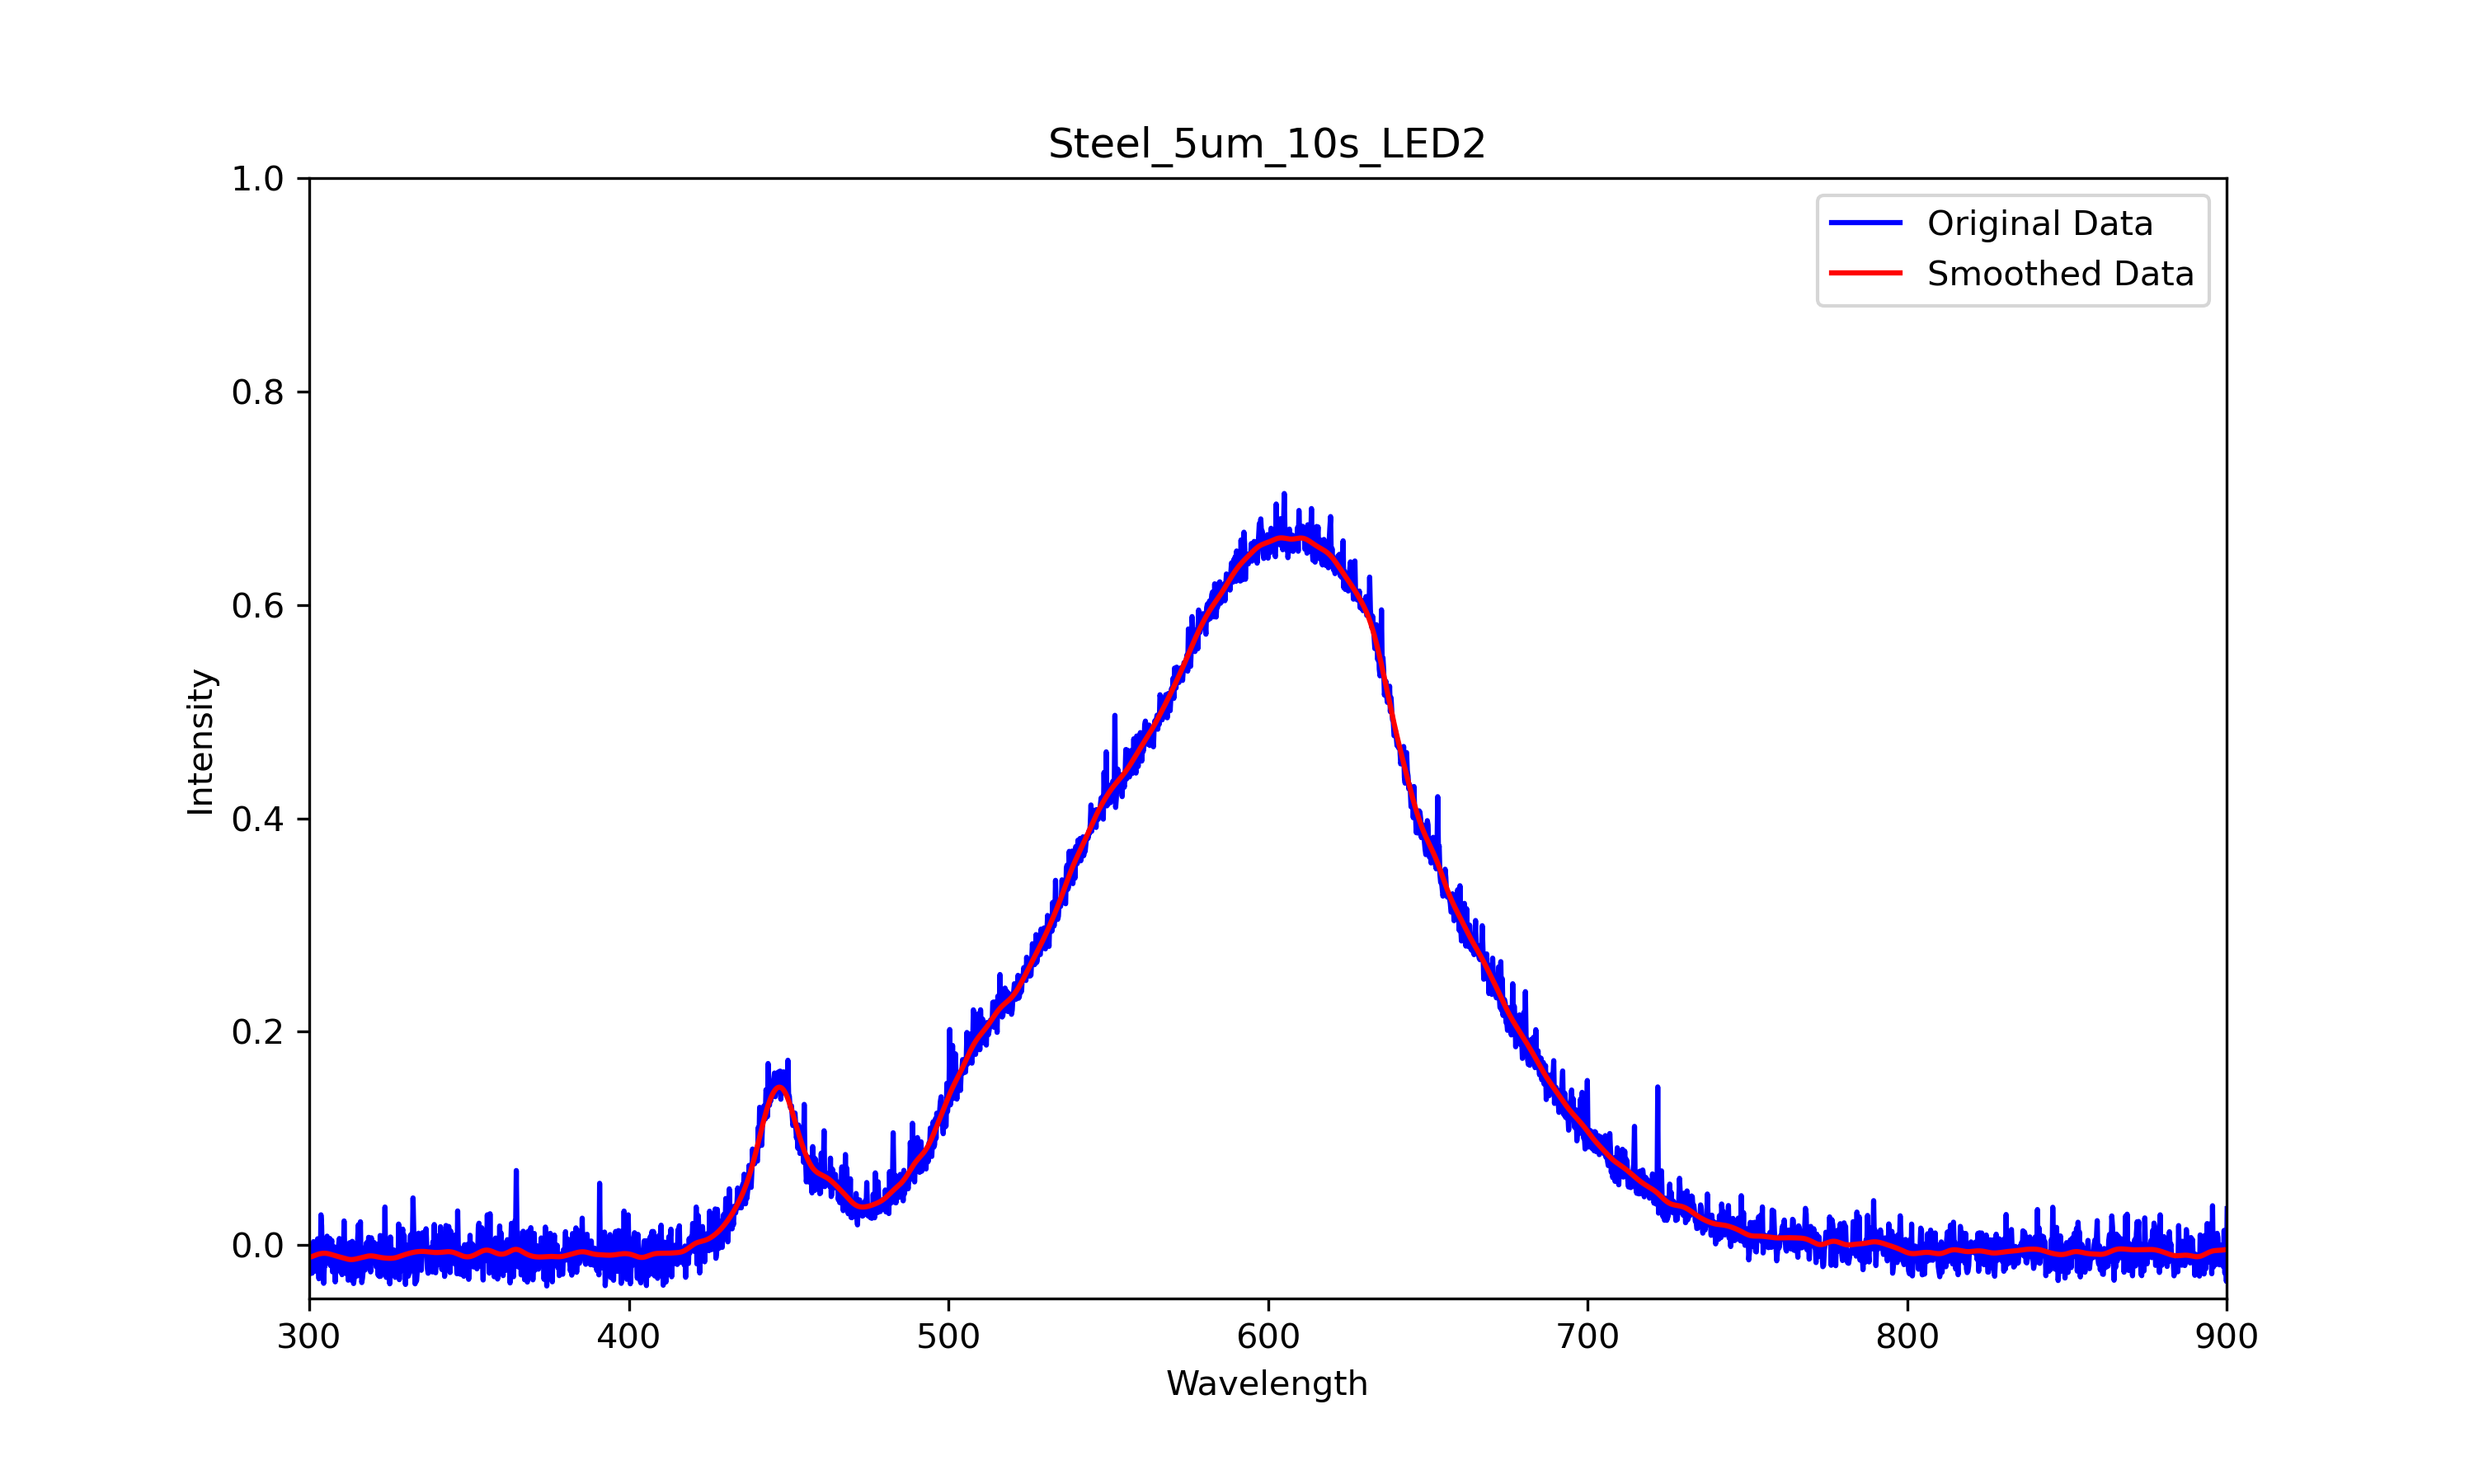 Steel_5um_10s_LED2
1.0
0.8
0.6
0.4
0.2
0.0
Intensity
Original Data
Smoothed Data
300 400 500 600 700 800 900
Wavelength